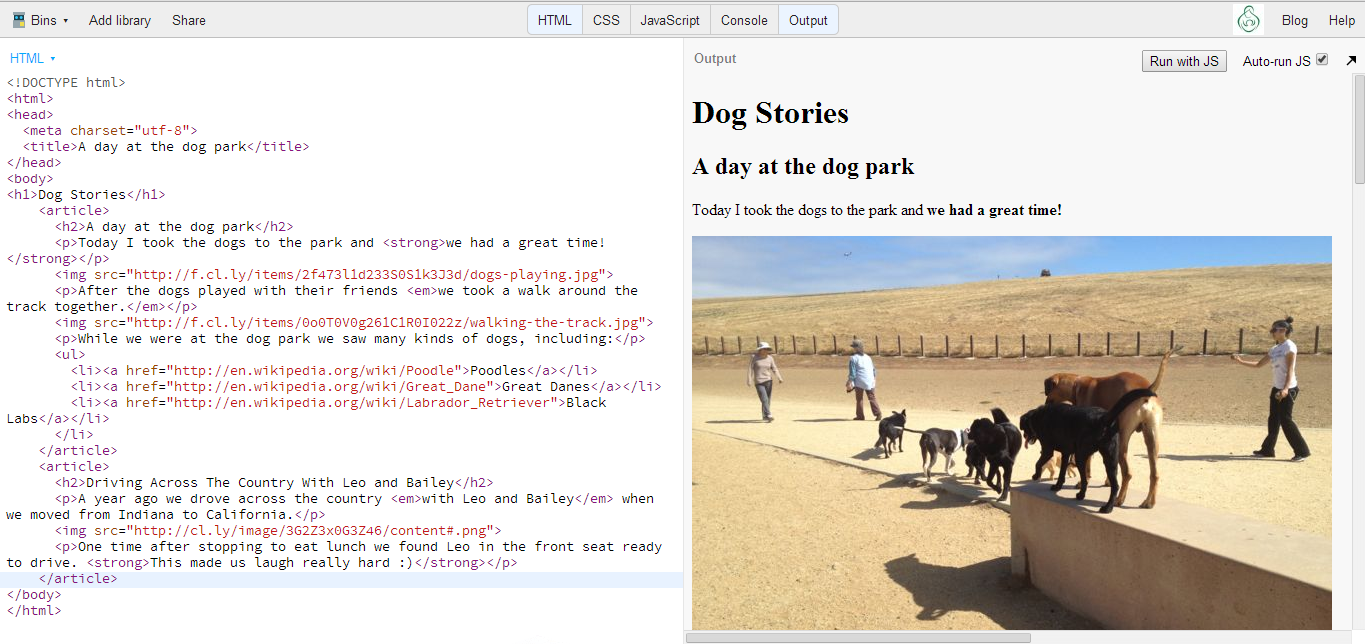 Bins Add library Share HTML CSS JavaScript Console Output Blog Help
HTML
<!DOCTYPE html>
<html>
<head>
  <meta charset="utf-8">
  <title>A day at the dog park</title>
</head>
<body>
<h1>Dog Stories</h1>
    <article>
      <h2>A day at the dog park</h2>
      <p>Today I took the dogs to the park and <strong>we had a great time!
</strong></p>
      <img src="http://f.cl.ly/items/2f473l1d233S0S1k3J3d/dogs-playing.jpg">
      <p>After the dogs played with their friends <em>we took a walk around the
track together.</em></p>
      <img src="http://f.cl.ly/items/0o0T0V0g261C1R0I022z/walking-the-track.jpg">
      <p>While we were at the dog park we saw many kinds of dogs, including:</p>
      <ul>
        <li><a href="http://en.wikipedia.org/wiki/Poodle">Poodles</a></li>
        <li><a href="http://en.wikipedia.org/wiki/Great_Dane">Great Danes</a></li>
        <li><a href="http://en.wikipedia.org/wiki/Labrador_Retriever">Black
Labs</a></li>
      </li>
    </article>
    <article>
      <h2>Driving Across The Country With Leo and Bailey</h2>
      <p>A year ago we drove across the country <em>with Leo and Bailey</em> when
we moved from Indiana to California.</p>
      <img src="http://cl.ly/image/3G2Z3x0G3Z46/content#.png">
      <p>One time after stopping to eat lunch we found Leo in the front seat ready
to drive. <strong>This made us laugh really hard :)</strong></p>
    </article>
</body>
</html>
Output Run with JS Auto-run JS
Dog Stories
A day at the dog park
Today I took the dogs to the park and we had a great time!